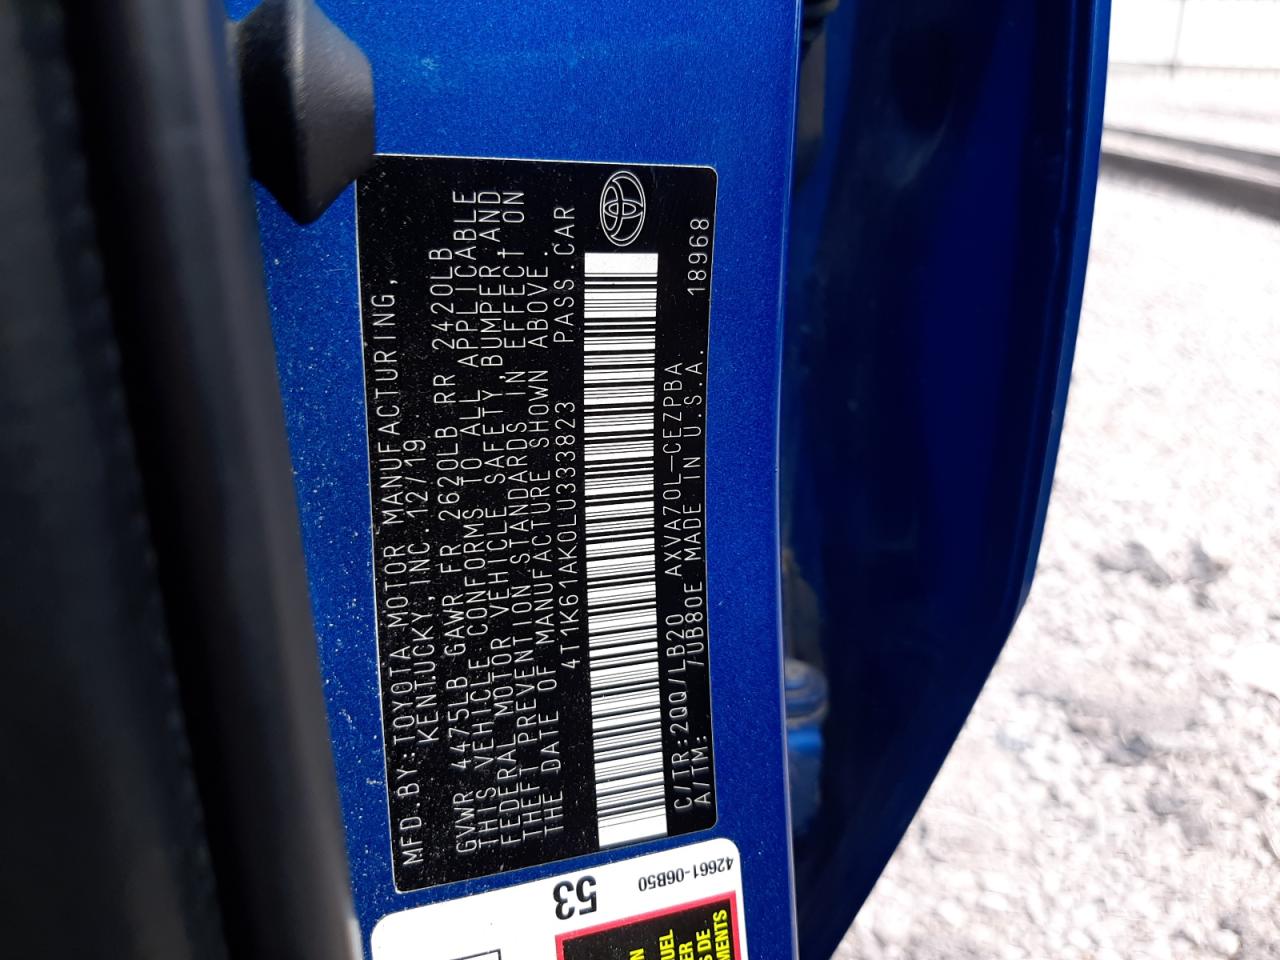 MFD.BY:TOYOTA MOTOR MANUFACTURING,
KENTUCKY,INC. 12/19
GVWR 4475LB GAWR FR 2620LB RR 2420LB
THIS VEHICLE CONFORMS TO ALL APPLICABLE
FEDERAL MOTOR VEHICLE SAFETY, BUMPER, AND
THEFT PREVENTION STANDARDS IN EFFECT ON
THE DATE OF MANUFACTURE SHOWN ABOVE.
4T1K61AK0LU333823 PASS.CAR
C/TR:2QQ/LB20 AXVA70L-CEZPBA
A/TM: /UB80E MADE IN U.S.A. 18968
53
42661-06B50
S DE